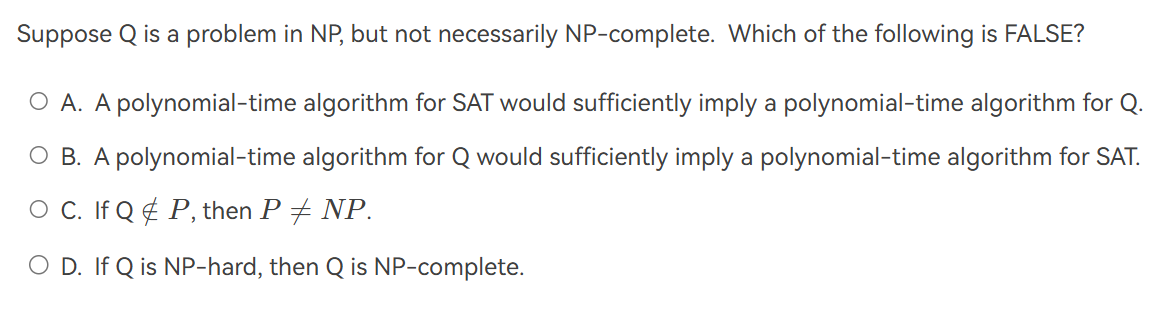 Suppose Q is a problem in NP, but not necessarily NP-complete. Which of the following is FALSE?
A. A polynomial-time algorithm for SAT would sufficiently imply a polynomial-time algorithm for Q.
B. A polynomial-time algorithm for Q would sufficiently imply a polynomial-time algorithm for SAT.
C. If Q ∉ P, then P ≠ NP.
D. If Q is NP-hard, then Q is NP-complete.